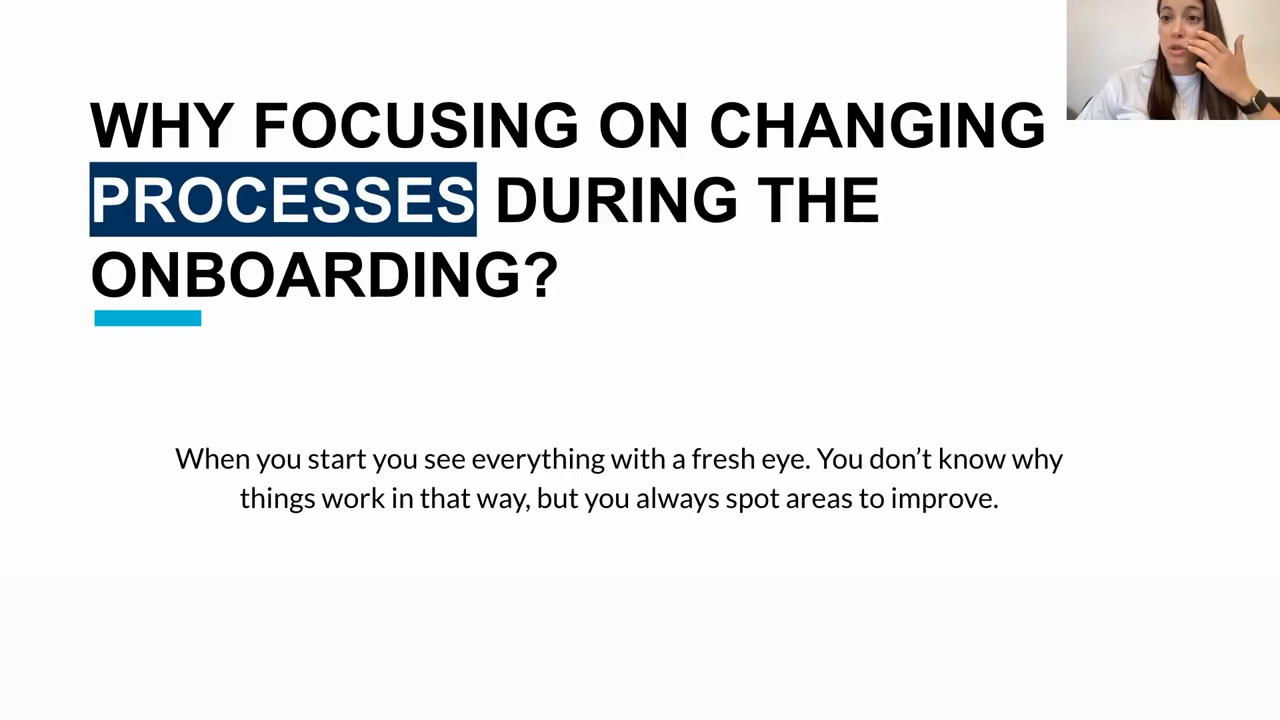 WHY FOCUSING ON CHANGING
PROCESSES DURING THE
ONBOARDING?
When you start you see everything with a fresh eye. You don’t know why
things work in that way, but you always spot areas to improve.